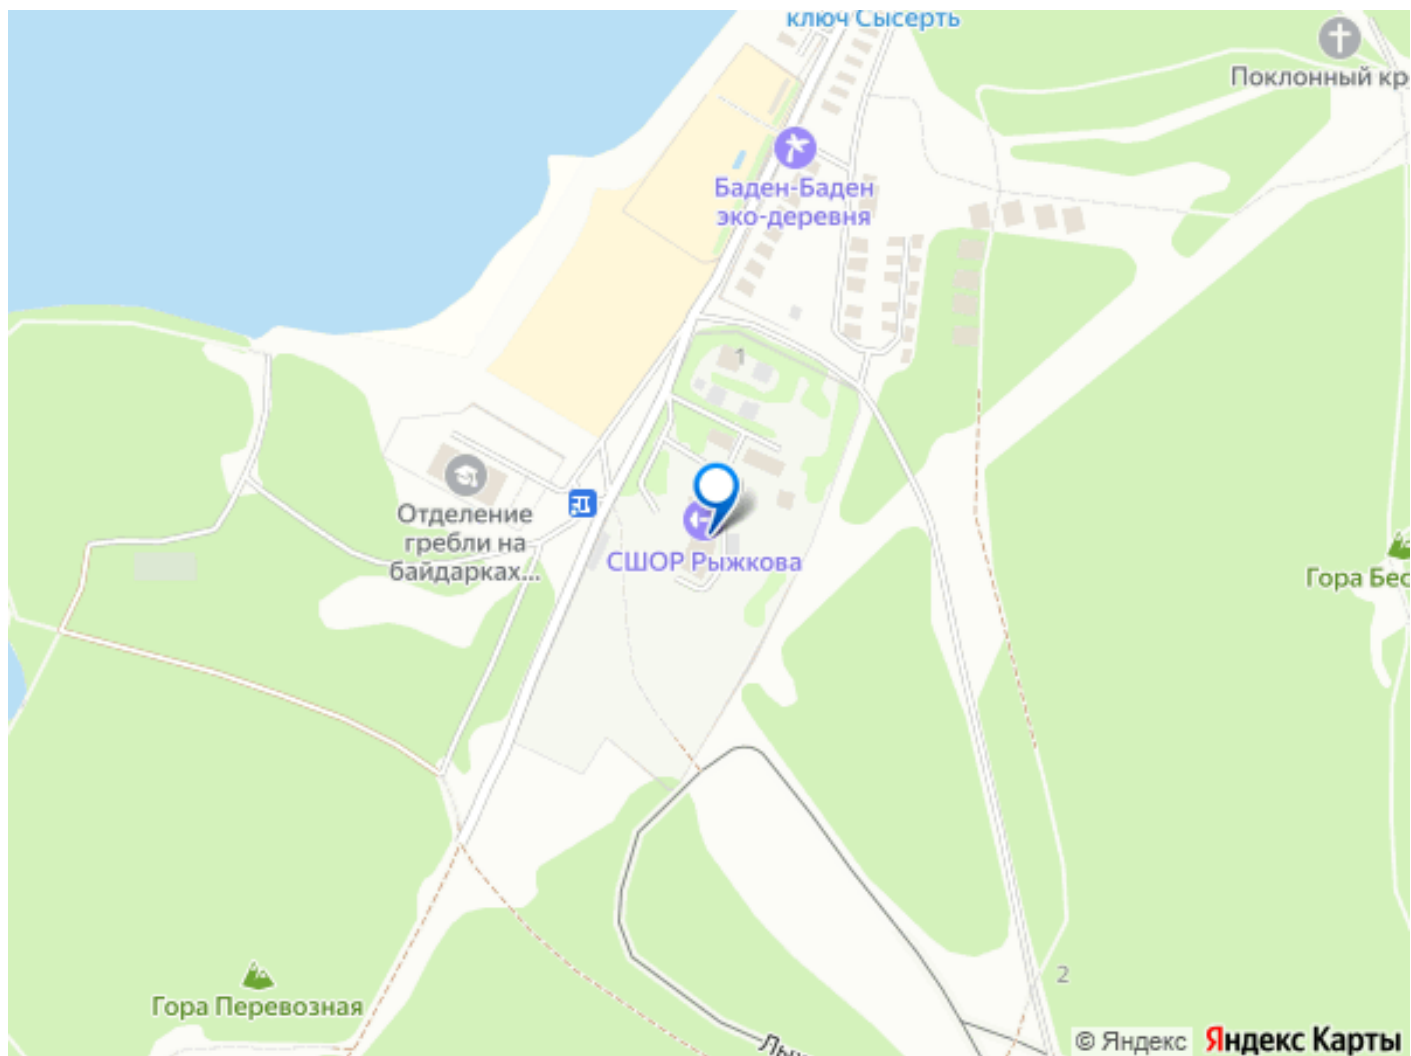 ключ Сысерть
Поклонный кр
Баден-Баден
эко-деревня
1
Отделение
гребли на
байдарках...
СШОР Рыжкова
Гора Бес
2
Гора Перевозная
Лыж
© Яндекс
Яндекс Карты